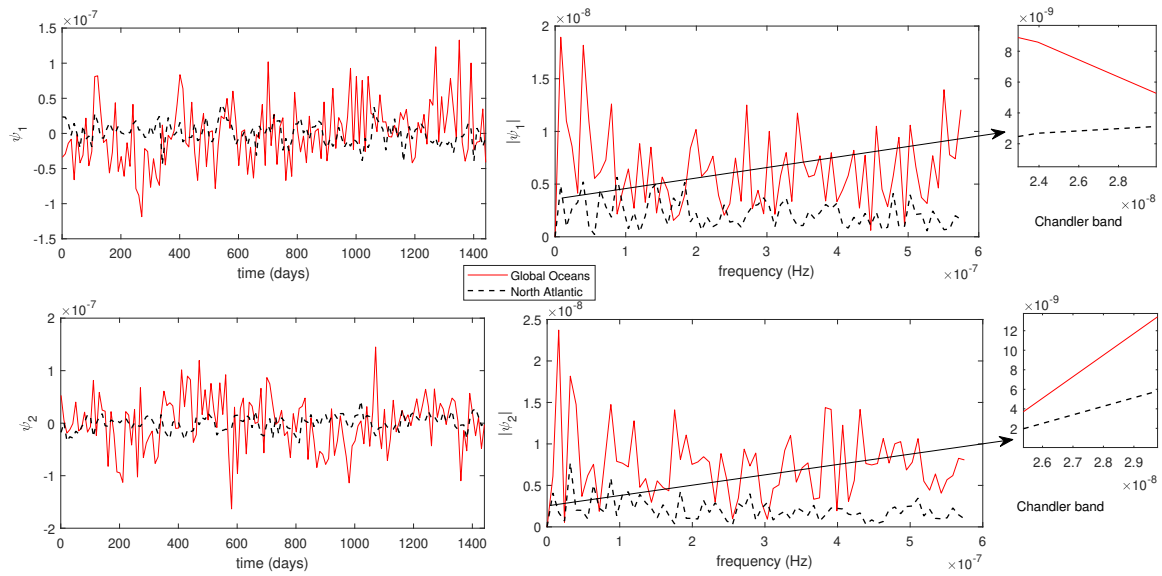 ×10⁻⁷
1.5
1
0.5
0
-0.5
-1
-1.5
ψ₁
0 200 400 600 800 1000 1200 1400
time (days)
×10⁻⁸
2
1.5
1
0.5
0
|ψ₁|
0 1 2 3 4 5 6
frequency (Hz)
×10⁻⁷
×10⁻⁹
8
6
4
2
2.4 2.6 2.8
×10⁻⁸
Chandler band
Global Oceans
North Atlantic
×10⁻⁷
2
1
0
-1
-2
ψ₂
0 200 400 600 800 1000 1200 1400
time (days)
×10⁻⁸
2.5
2
1.5
1
0.5
0
|ψ₂|
0 1 2 3 4 5 6
frequency (Hz)
×10⁻⁷
×10⁻⁹
12
10
8
6
4
2
2.6 2.7 2.8 2.9
×10⁻⁸
Chandler band